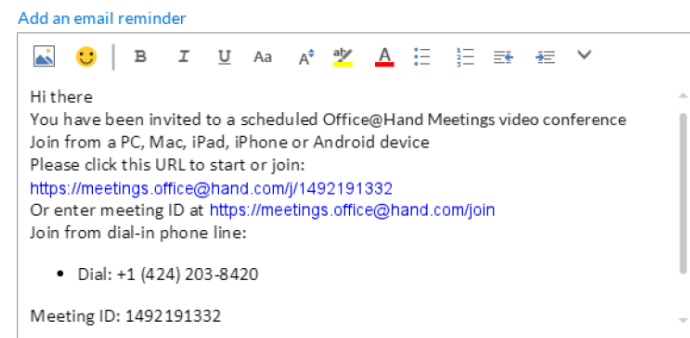 Add an email reminder
B I U Aa A aby A
Hi there
You have been invited to a scheduled Office@Hand Meetings video conference
Join from a PC, Mac, iPad, iPhone or Android device
Please click this URL to start or join:
https://meetings.office@hand.com/j/1492191332
Or enter meeting ID at https://meetings.office@hand.com/join
Join from dial-in phone line:
• Dial: +1 (424) 203-8420
Meeting ID: 1492191332